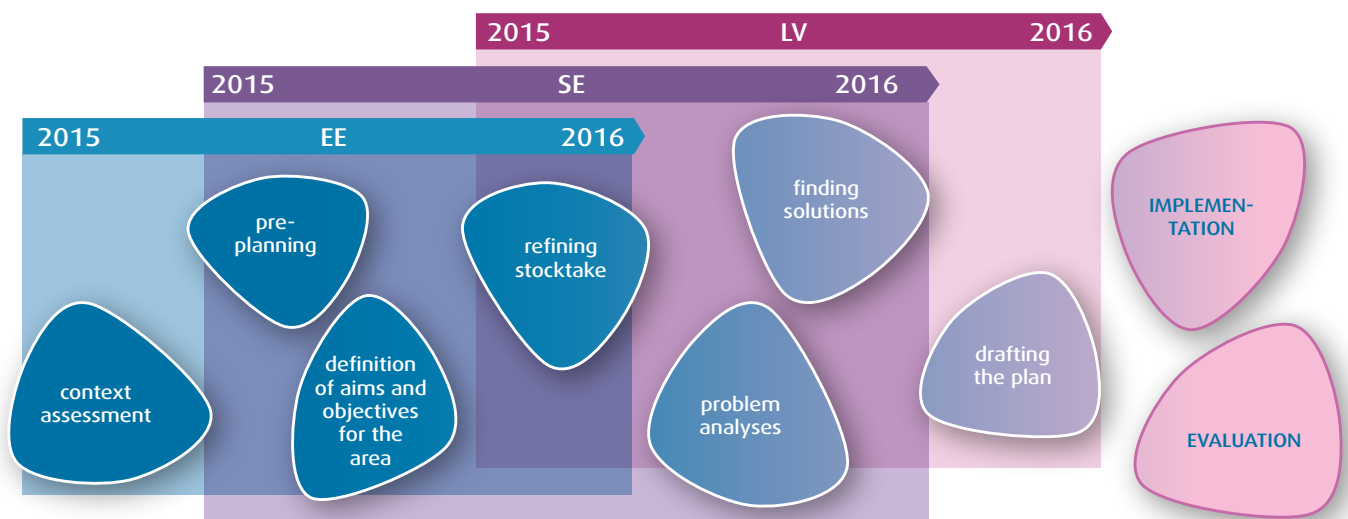 2015 LV 2016
2015 SE 2016
2015 EE 2016
context
assessment
pre-
planning
definition
of aims and
objectives
for the
area
refining
stocktake
problem
analyses
finding
solutions
drafting
the plan
IMPLEMEN-
TATION
EVALUATION